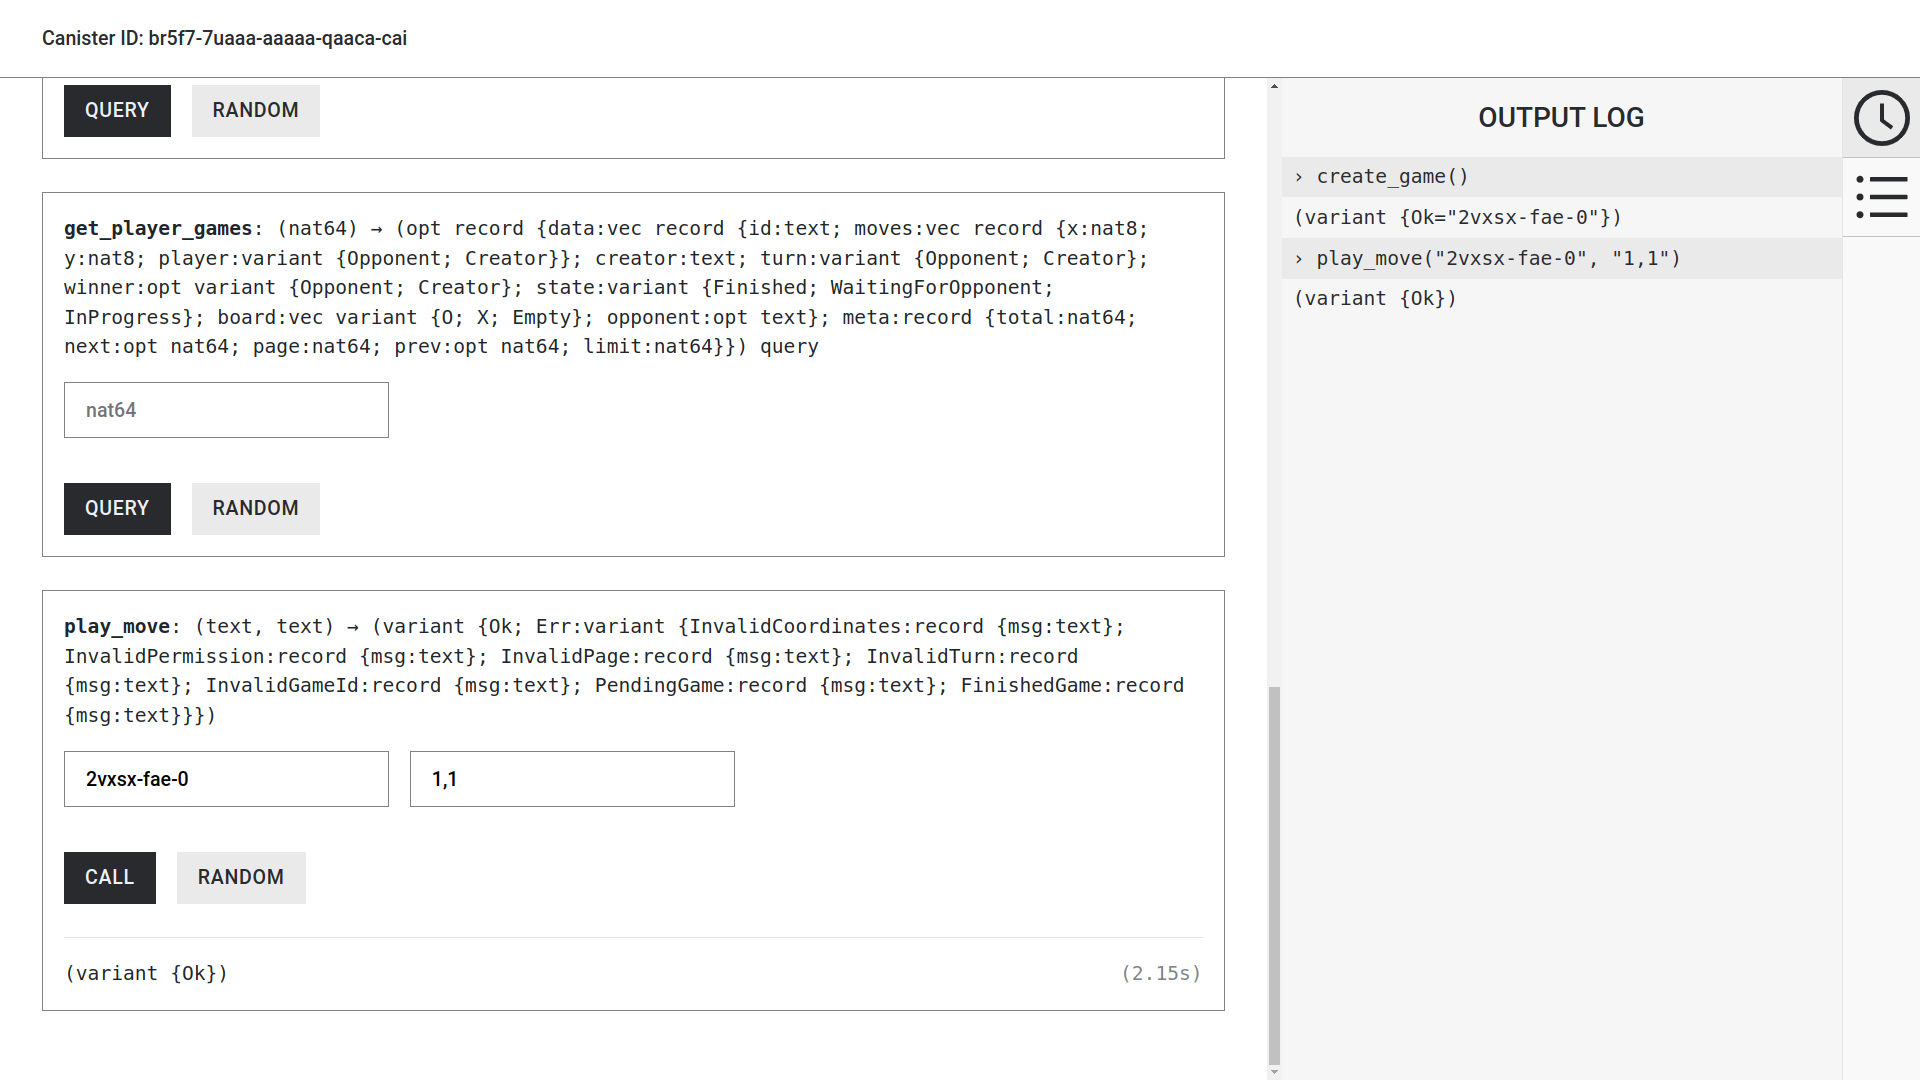 Canister ID: br5f7-7uaaa-aaaaa-qaaca-cai
QUERY
RANDOM
get_player_games: (nat64) → (opt record {data:vec record {id:text; moves:vec record {x:nat8;
y:nat8; player:variant {Opponent; Creator}}; creator:text; turn:variant {Opponent; Creator};
winner:opt variant {Opponent; Creator}; state:variant {Finished; WaitingForOpponent;
InProgress}; board:vec variant {O; X; Empty}; opponent:opt text}; meta:record {total:nat64;
next:opt nat64; page:nat64; prev:opt nat64; limit:nat64}}) query
nat64
QUERY
RANDOM
play_move: (text, text) → (variant {Ok; Err:variant {InvalidCoordinates:record {msg:text};
InvalidPermission:record {msg:text}; InvalidPage:record {msg:text}; InvalidTurn:record
{msg:text}; InvalidGameId:record {msg:text}; PendingGame:record {msg:text}; FinishedGame:record
{msg:text}}})
2vxsx-fae-0
1,1
CALL
RANDOM
(variant {Ok})
(2.15s)
OUTPUT LOG
› create_game()
(variant {Ok="2vxsx-fae-0"})
› play_move("2vxsx-fae-0", "1,1")
(variant {Ok})